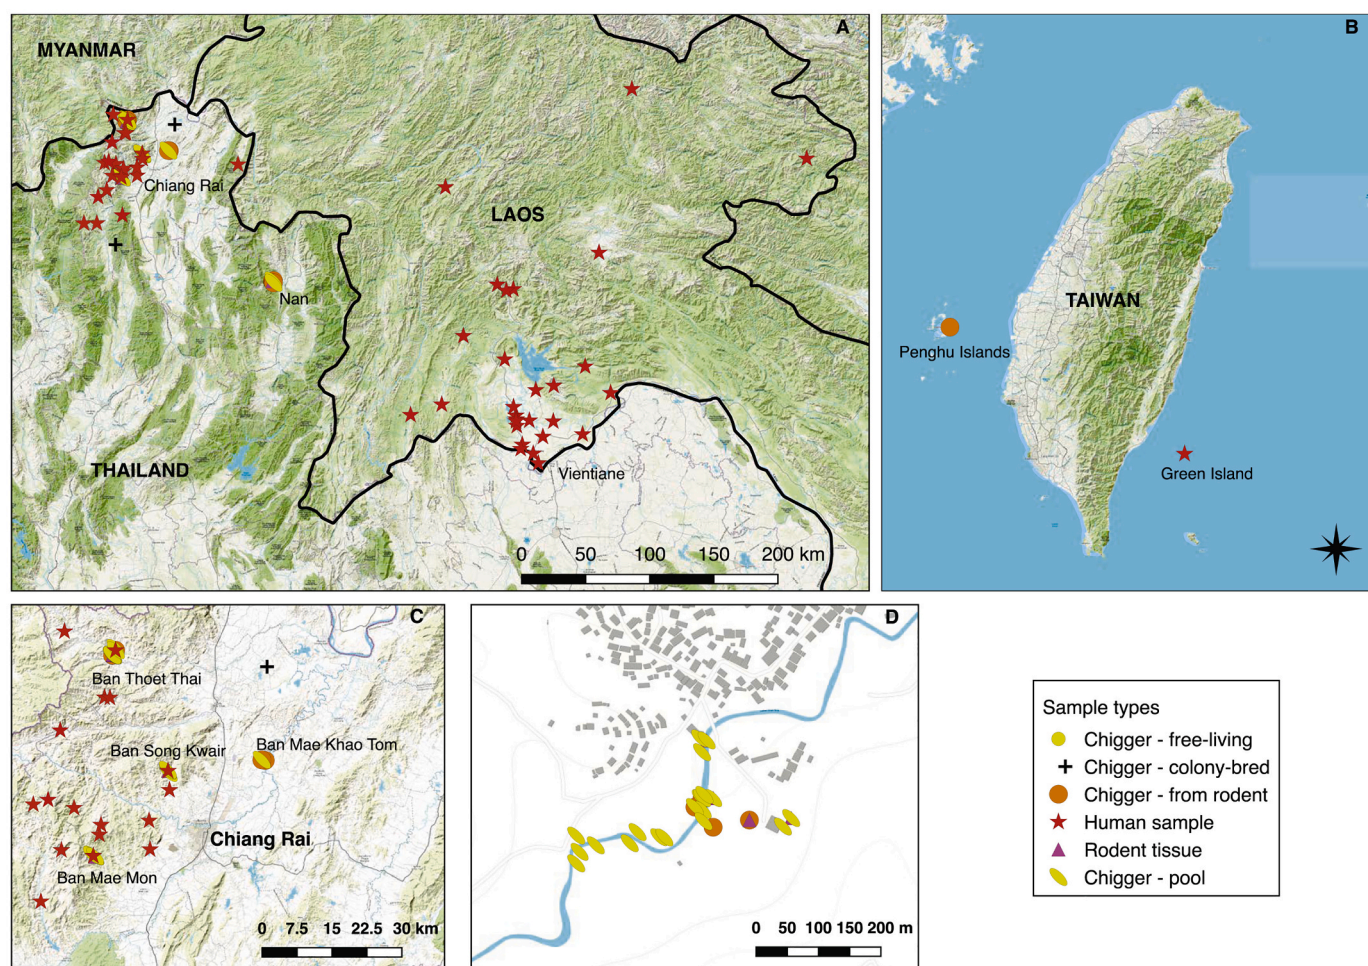 A
MYANMAR
Chiang Rai
LAOS
Nan
THAILAND
Vientiane
0 50 100 150 200 km
B
TAIWAN
Penghu Islands
Green Island
C
Ban Thoet Thai
Ban Song Kwair
Ban Mae Khao Tom
Chiang Rai
Ban Mae Mon
0 7.5 15 22.5 30 km
D
0 50 100 150 200 m
Sample types
Chigger - free-living
Chigger - colony-bred
Chigger - from rodent
Human sample
Rodent tissue
Chigger - pool